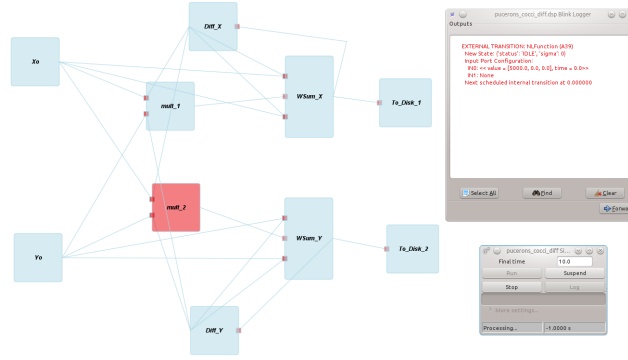 Diff_X
Xo
mult_1
WSum_X
To_Disk_1
mult_2
Yo
WSum_Y
To_Disk_2
Diff_Y
pucerons_cocci_diff.dsp Blink Logger
Outputs
EXTERNAL TRANSITION: NLFunction (A39)
New State: {'status': 'IDLE', 'sigma': 0}
Input Port Configuration:
IN0: << value = [5000.0, 0.0, 0.0], time = 0.0>>
IN1: None
Next scheduled internal transition at 0.000000
Select All
Find
Clear
Forwa
pucerons_cocci_diff Si...
Final time
10.0
Run
Suspend
Stop
Log
More settings...
Processing...
-1.0000 s